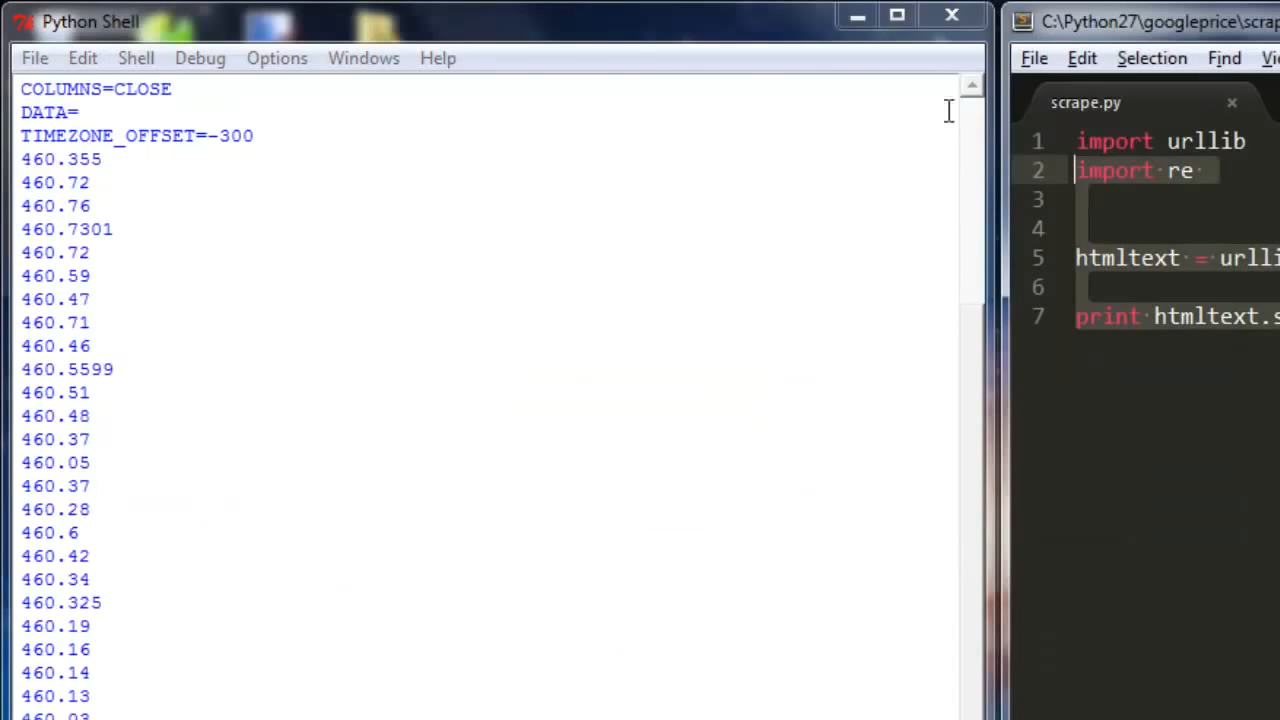 Python Shell
File Edit Shell Debug Options Windows Help
COLUMNS=CLOSE
DATA=
TIMEZONE_OFFSET=-300
460.355
460.72
460.76
460.7301
460.72
460.59
460.47
460.71
460.46
460.5599
460.51
460.48
460.37
460.05
460.37
460.28
460.6
460.42
460.34
460.325
460.19
460.16
460.14
460.13
460.03
C:\Python27\googleprice\scrap
File Edit Selection Find Vi
scrape.py
1 import urllib
2 import re
3
4
5 htmltext = urlli
6
7 print htmltext.s